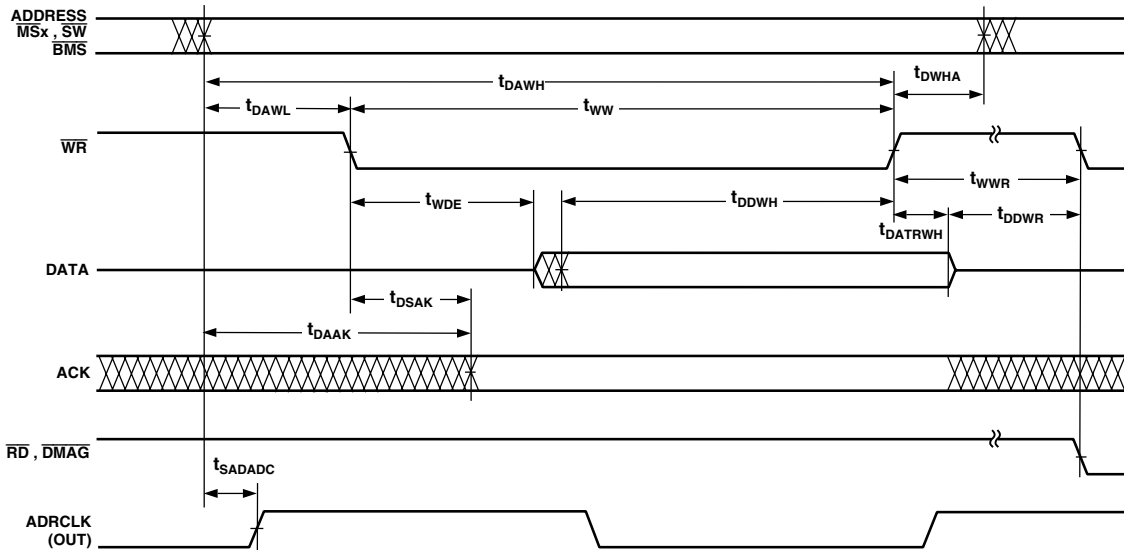 ADDRESS
MSx , SW
BMS
tDAWH
tDWHA
tDAWL
tWW
WR
tWWR
tWDE
tDDWH
tDATRWH
tDDWR
DATA
tDSAK
tDAAK
ACK
RD , DMAG
tSADADC
ADRCLK
(OUT)